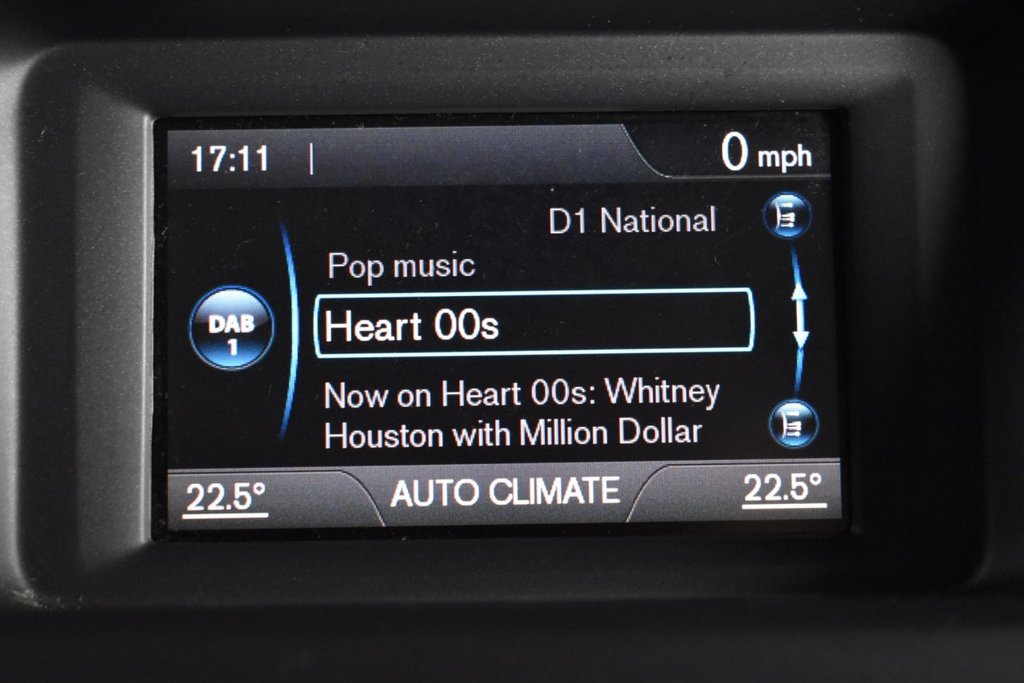 17:11
0 mph
D1 National
Pop music
DAB
1
Heart 00s
Now on Heart 00s: Whitney
Houston with Million Dollar
22.5°
AUTO CLIMATE
22.5°